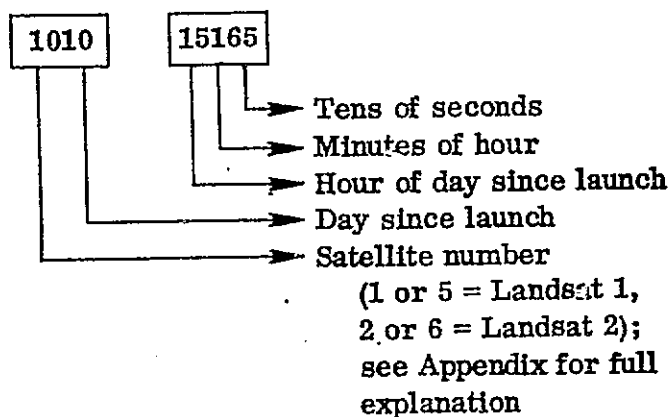 1010 15165
Tens of seconds
Minutes of hour
Hour of day since launch
Day since launch
Satellite number
(1 or 5 = Landsat 1,
2 or 6 = Landsat 2);
see Appendix for full
explanation